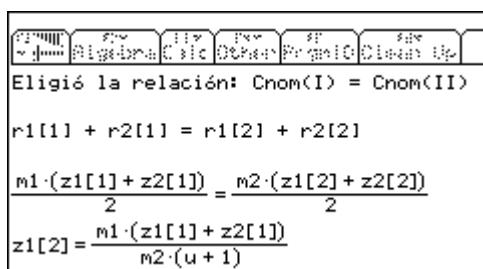 Algebra Calc Other PrgmIO Clean Up
Eligió la relación: Cnom(I) = Cnom(II)
r1[1] + r2[1] = r1[2] + r2[2]
m1·(z1[1] + z2[1])/2 = m2·(z1[2] + z2[2])/2
z1[2] = m1·(z1[1] + z2[1])/m2·(u + 1)